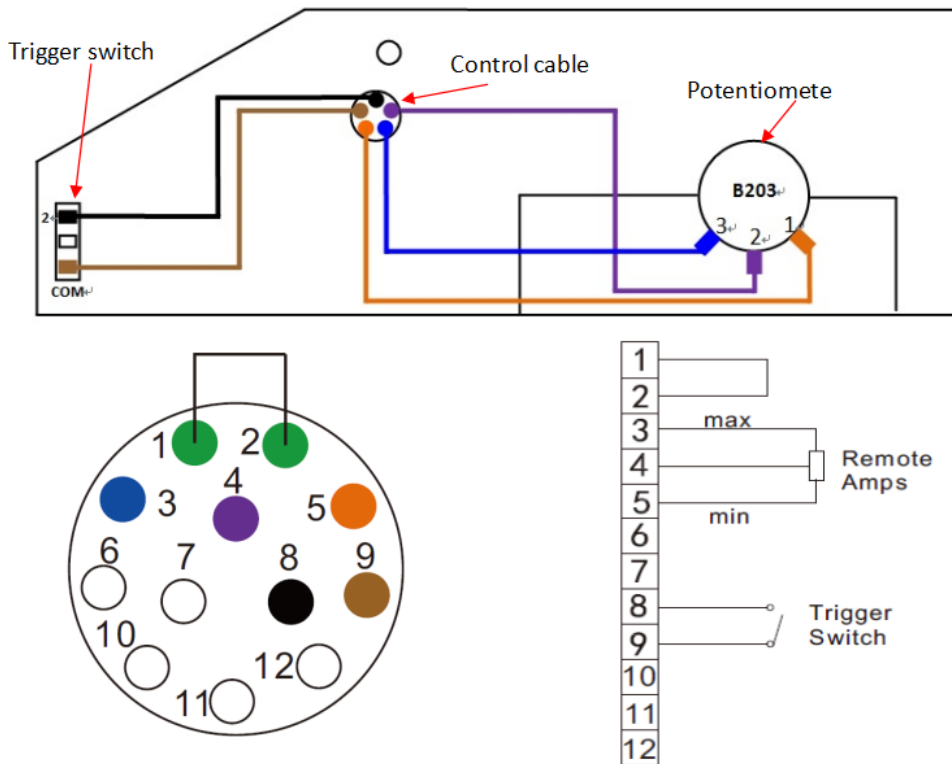 Trigger switch
Control cable
Potentiomete
B203↵
2↵
3↵
2↵
1↵
COM↵
1
2
3
4
5
6
7
8
9
10
11
12
1
2
3
4
5
6
7
8
9
10
11
12
max
min
Remote
Amps
Trigger
Switch